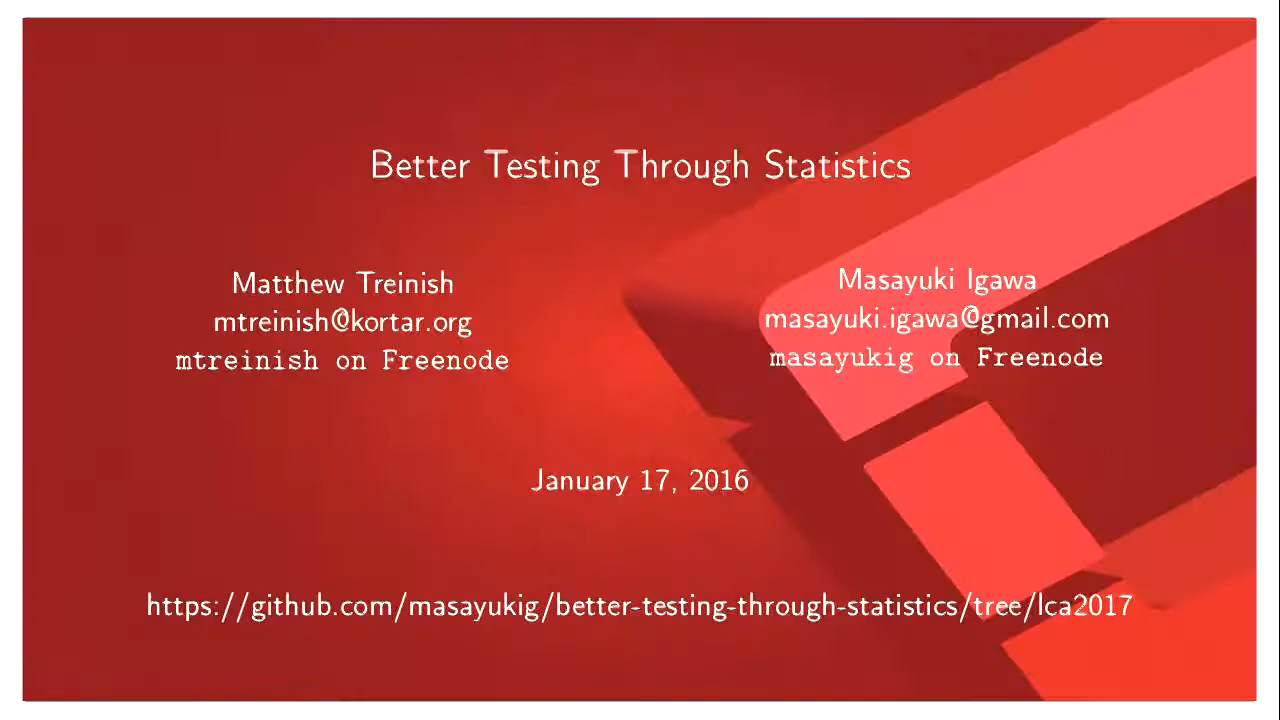 Better Testing Through Statistics
Matthew Treinish
mtreinish@kortar.org
mtreinish on Freenode
Masayuki Igawa
masayuki.igawa@gmail.com
masayukig on Freenode
January 17, 2016
https://github.com/masayukig/better-testing-through-statistics/tree/lca2017